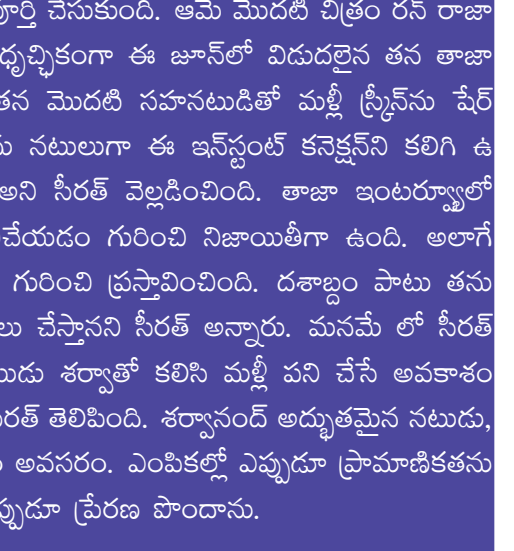 పూర్తి చేసుకుంది. ఆమె మొదటి చిత్రం రన్ రాజా
తన తాజా ఈ జూన్‌లో విడుదలైన
తన మొదటి సహనటుడితో మళ్లీ స్క్రీన్‌ను షేర్
నటులుగా ఈ ఇన్‌స్టంట్ కనెక్షన్‌ని కలిగి ఉ
అని సీరత్ వెల్లడించింది. తాజా ఇంటర్వ్యూలో
చేయడం గురించి నిజాయితీగా ఉంది. అలాగే
గురించి ప్రస్తావించింది. దశాబ్దం పాటు తను
చేస్తానని సీరత్ అన్నారు. మనమే లో సీరత్
శర్వాతో కలిసి మళ్లీ పని చేసే అవకాశం
తెలిపింది. శర్వానంద్ అద్భుతమైన నటుడు,
అవసరం. ఎంపికల్లో ఎప్పుడూ ప్రామాణికతను
ప్రేరణ పొందాను.